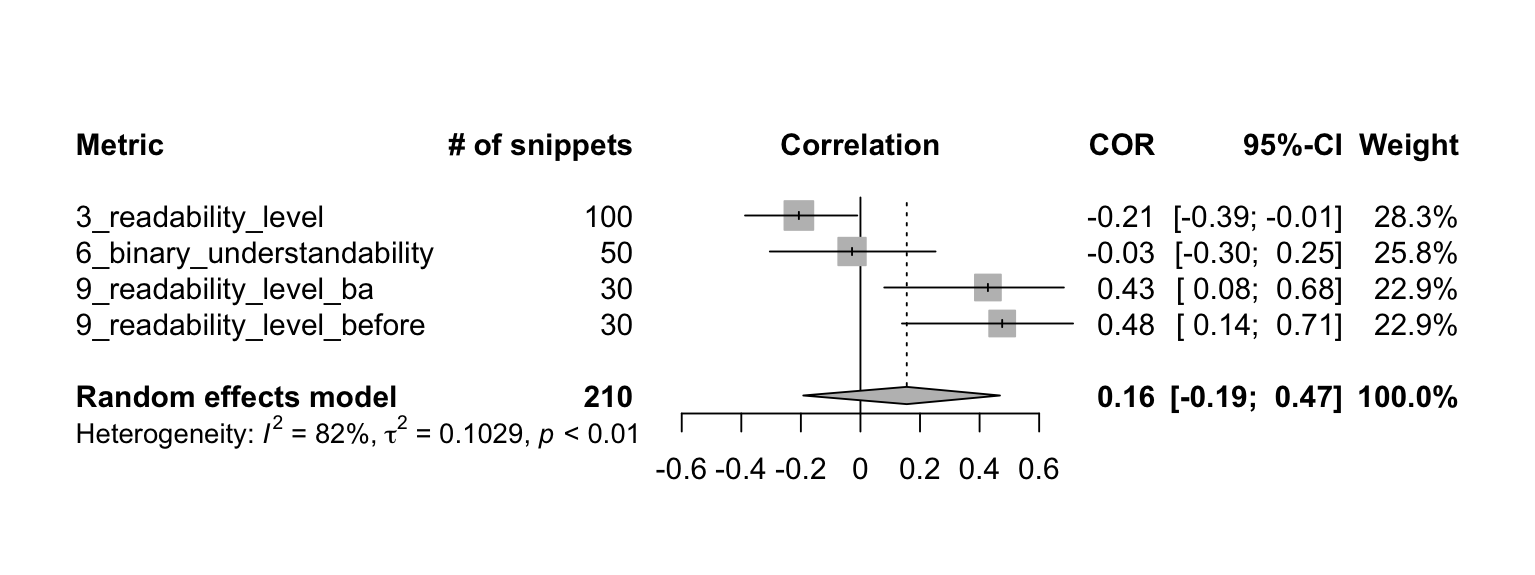 Metric # of snippets Correlation COR 95%-CI Weight
3_readability_level 100 -0.21 [-0.39; -0.01] 28.3%
6_binary_understandability 50 -0.03 [-0.30; 0.25] 25.8%
9_readability_level_ba 30 0.43 [ 0.08; 0.68] 22.9%
9_readability_level_before 30 0.48 [ 0.14; 0.71] 22.9%
Random effects model 210 0.16 [-0.19; 0.47] 100.0%
Heterogeneity: I² = 82%, τ² = 0.1029, p < 0.01
-0.6 -0.4 -0.2 0 0.2 0.4 0.6